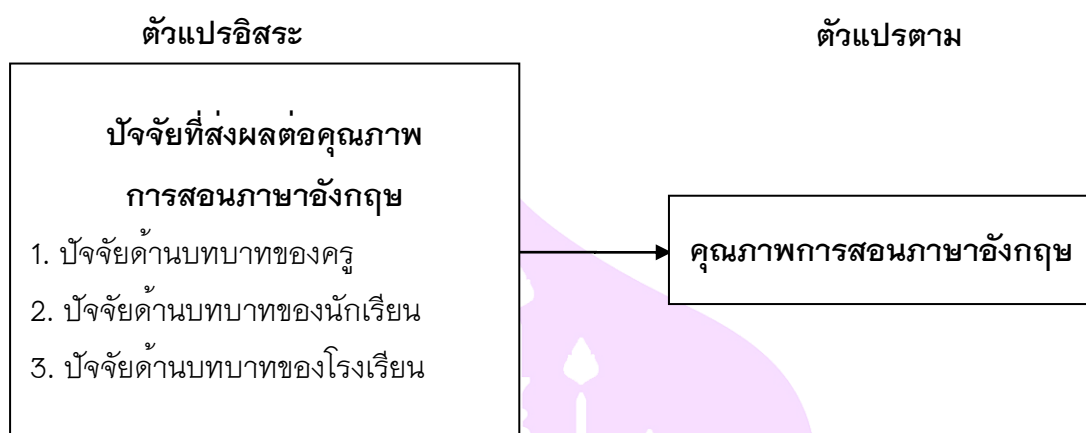 ตัวแปรอิสระ
ตัวแปรตาม
ปัจจัยที่ส่งผลต่อคุณภาพ
การสอนภาษาอังกฤษ
1. ปัจจัยด้านบทบาทของครู
2. ปัจจัยด้านบทบาทของนักเรียน
3. ปัจจัยด้านบทบาทของโรงเรียน
คุณภาพการสอนภาษาอังกฤษ